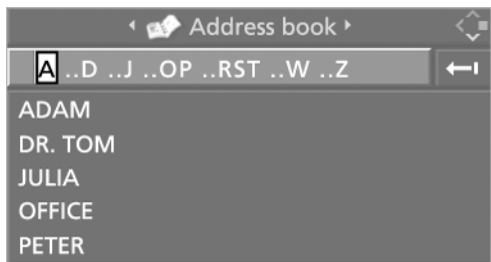 Address book
A ..D ..J ..OP ..RST ..W ..Z
ADAM
DR. TOM
JULIA
OFFICE
PETER